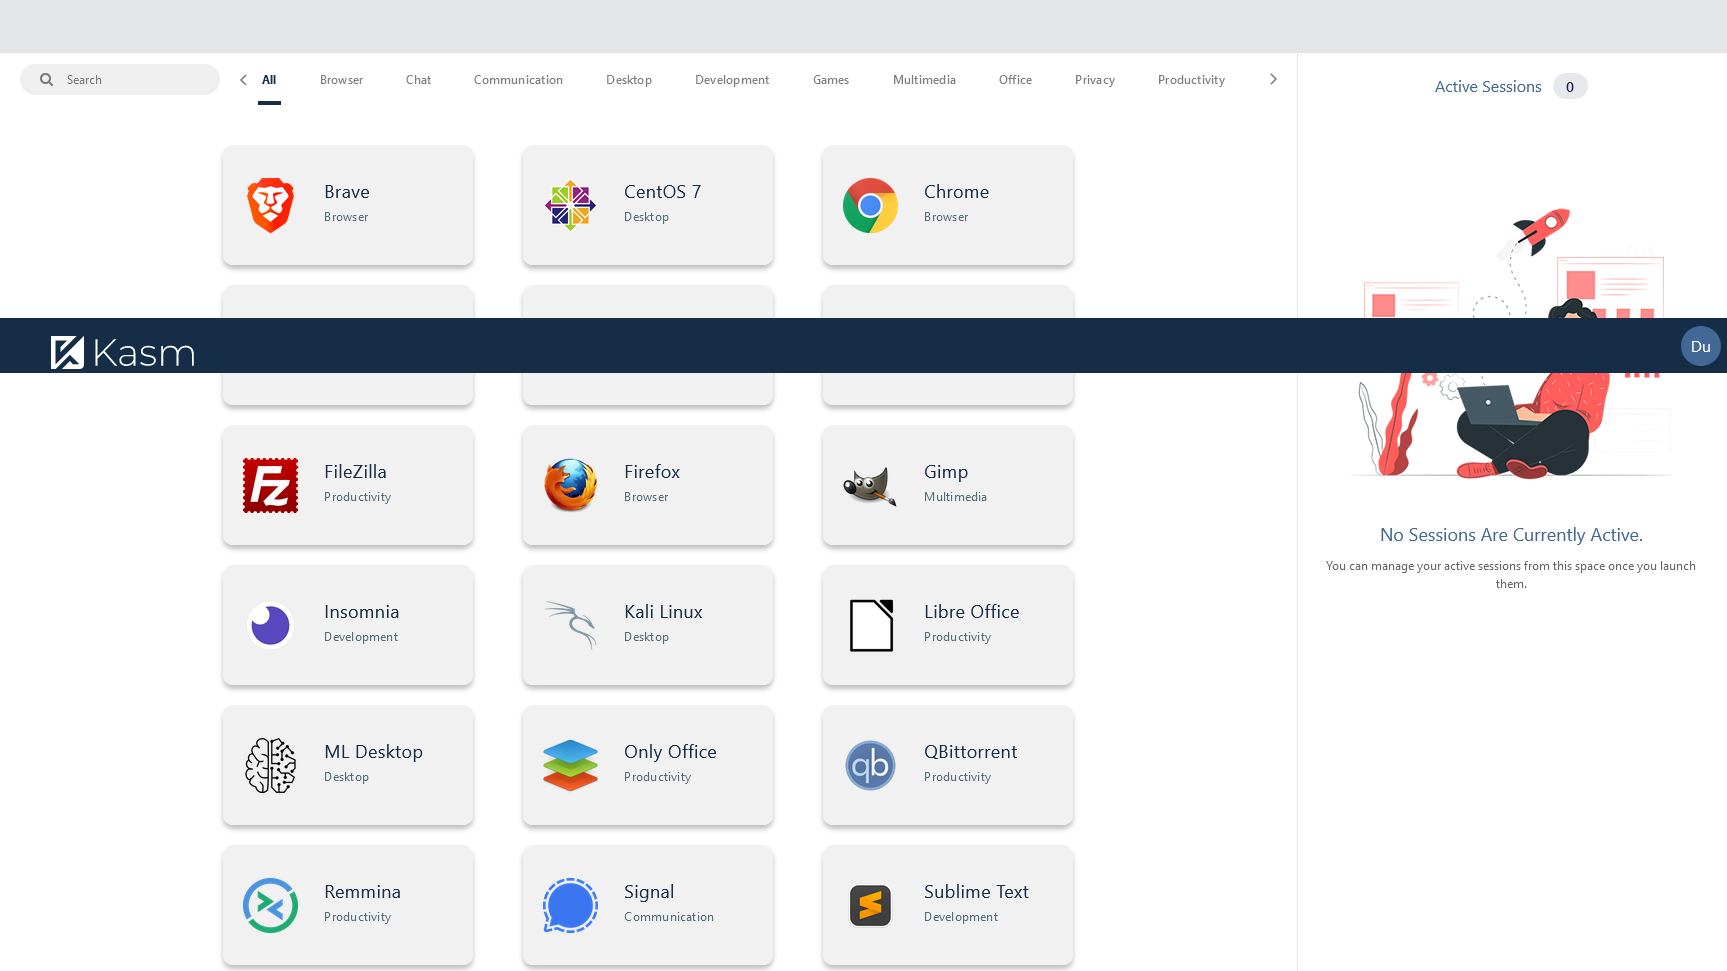 Search
All
Browser
Chat
Communication
Desktop
Development
Games
Multimedia
Office
Privacy
Productivity
Active Sessions 0
Brave
Browser
CentOS 7
Desktop
Chrome
Browser
Kasm
Du
FileZilla
Productivity
Firefox
Browser
Gimp
Multimedia
No Sessions Are Currently Active.
You can manage your active sessions from this space once you launch
them.
Insomnia
Development
Kali Linux
Desktop
Libre Office
Productivity
ML Desktop
Desktop
Only Office
Productivity
qb
QBittorrent
Productivity
Remmina
Productivity
Signal
Communication
Sublime Text
Development